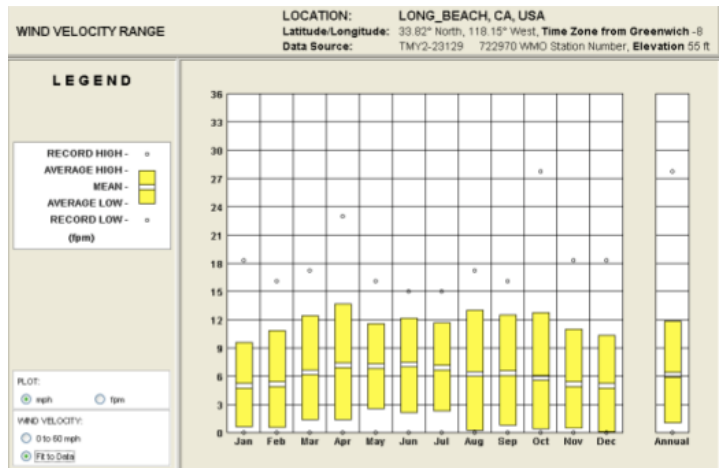 WIND VELOCITY RANGE
LOCATION: LONG_BEACH, CA, USA
Latitude/Longitude: 33.82° North, 118.15° West, Time Zone from Greenwich -8
Data Source: TMY2-23129 722970 WMO Station Number, Elevation 55 ft
LEGEND
RECORD HIGH -
AVERAGE HIGH -
MEAN -
AVERAGE LOW -
RECORD LOW -
(fpm)
PLOT:
mph fpm
WIND VELOCITY:
0 to 60 mph
Fit to Data
36
33
30
27
24
21
18
15
12
9
6
3
0
Jan Feb Mar Apr May Jun Jul Aug Sep Oct Nov Dec Annual